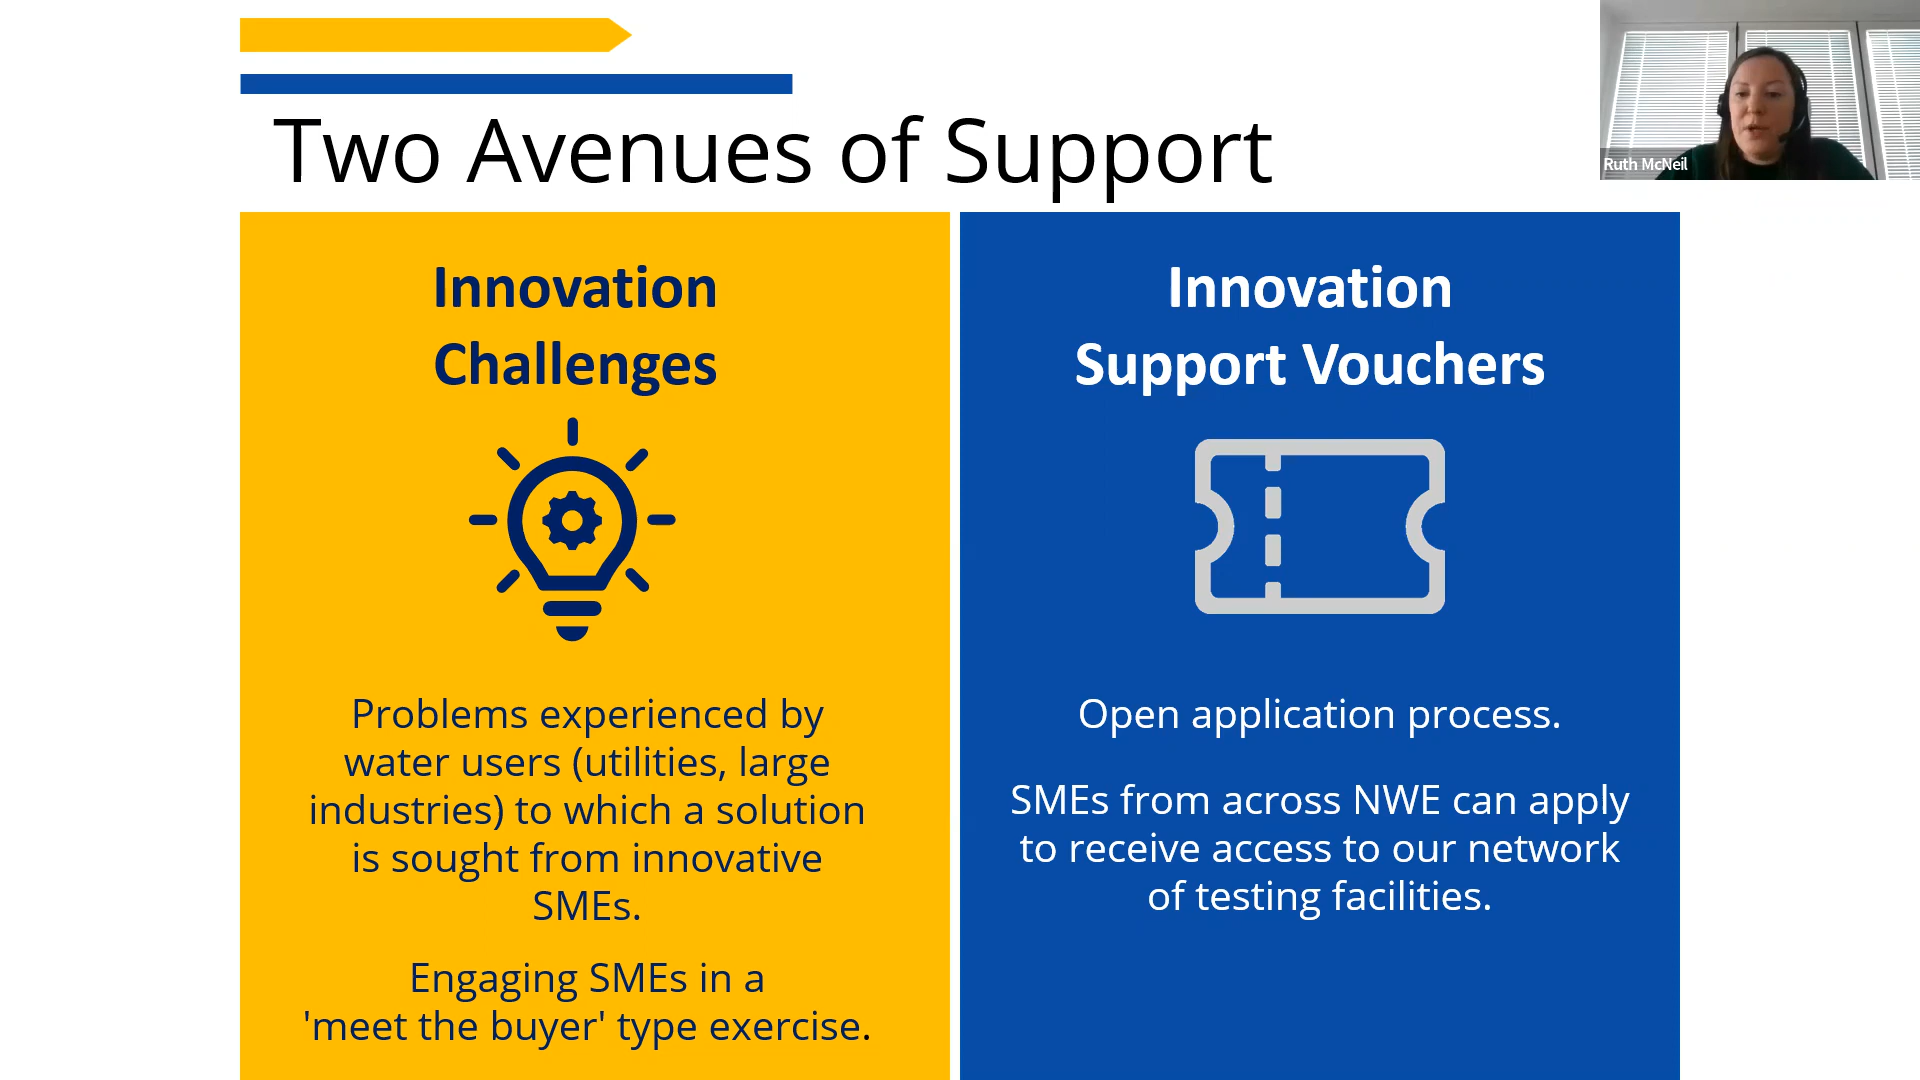 Two Avenues of Support
Ruth McNeil
Innovation
Challenges
Problems experienced by
water users (utilities, large
industries) to which a solution
is sought from innovative
SMEs.
Engaging SMEs in a
'meet the buyer' type exercise.
Innovation
Support Vouchers
Open application process.
SMEs from across NWE can apply
to receive access to our network
of testing facilities.